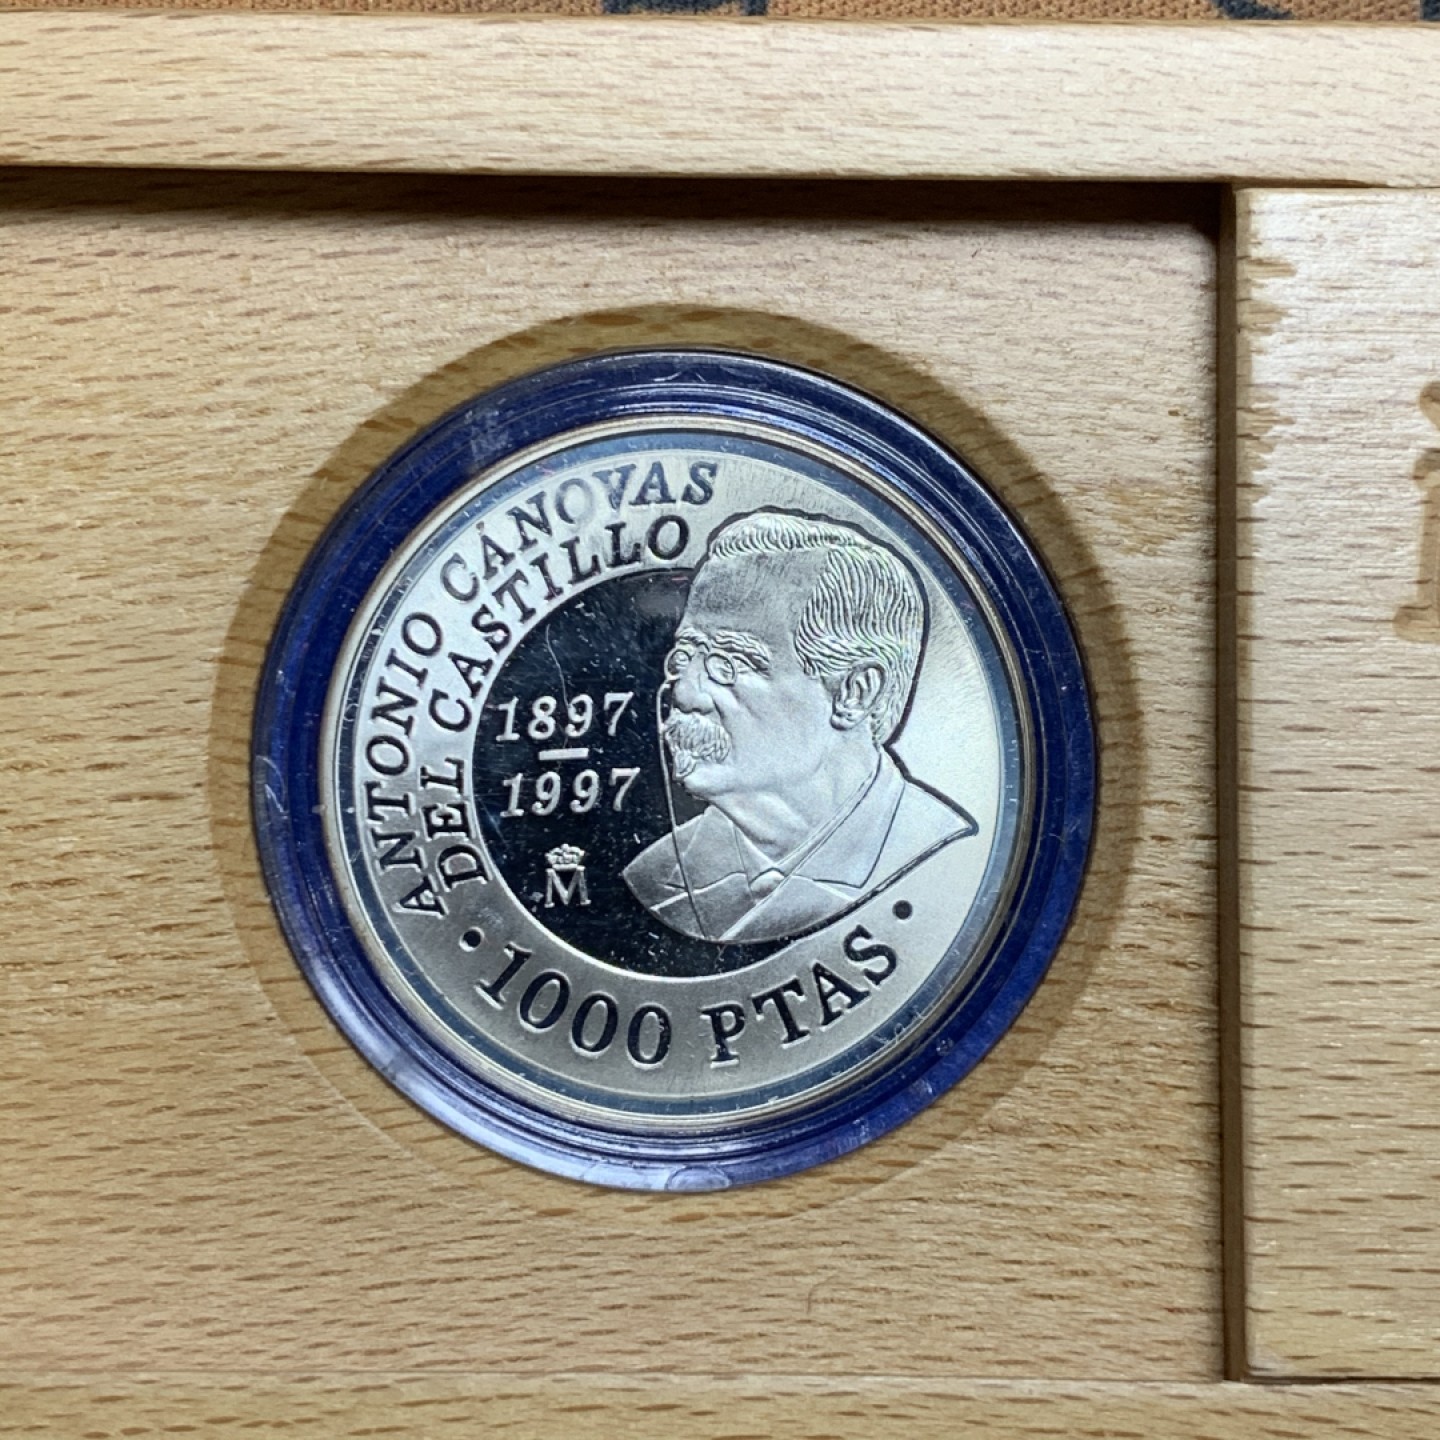 ANTONIO CÁNOVAS
DEL CASTILLO
1897
1997
M
• 1000 PTAS •